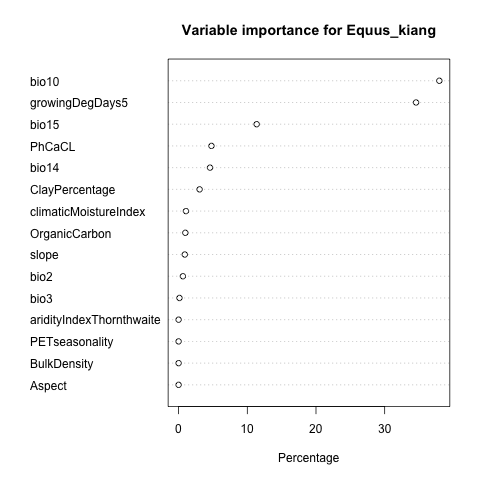 Variable importance for Equus_kiang
bio10
growingDegDays5
bio15
PhCaCL
bio14
ClayPercentage
climaticMoistureIndex
OrganicCarbon
slope
bio2
bio3
aridityIndexThornthwaite
PETseasonality
BulkDensity
Aspect
0 10 20 30
Percentage